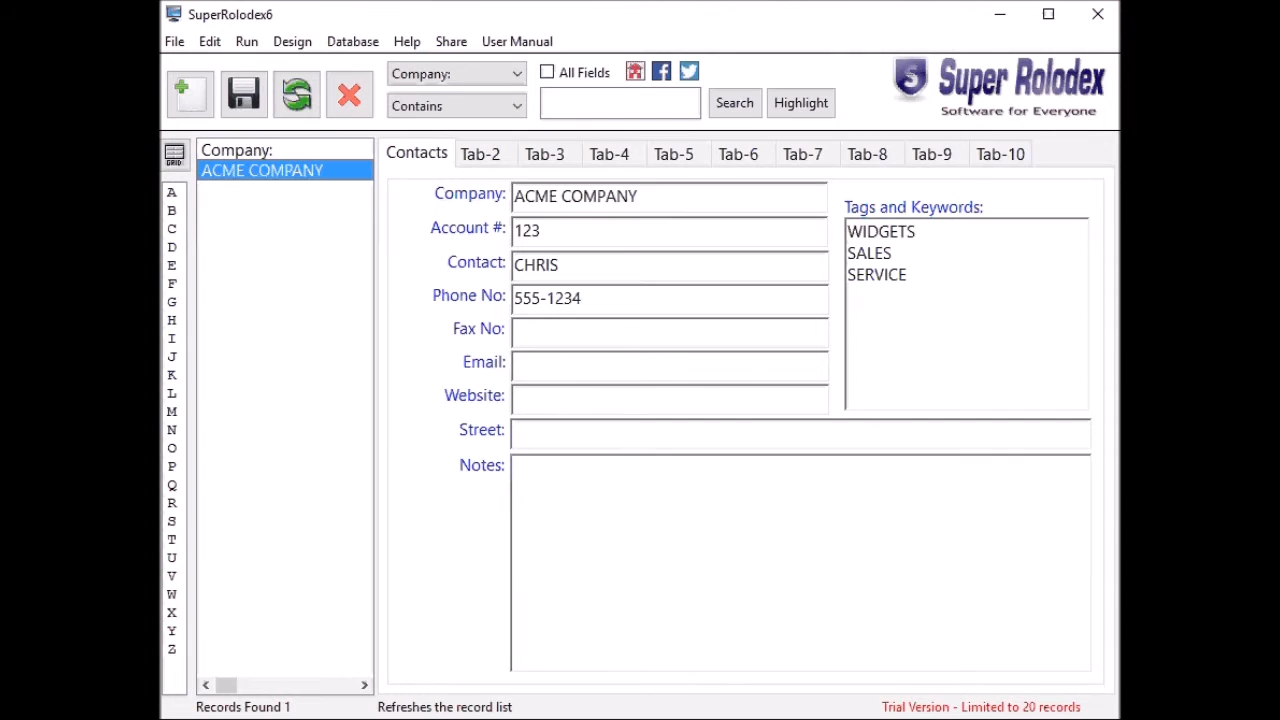 SuperRolodex6
File Edit Run Design Database Help Share User Manual
Company: All Fields
Contains Search Highlight
Super Rolodex
Software for Everyone
GRID
Company:
ACME COMPANY
A
B
C
D
E
F
G
H
I
J
K
L
M
N
O
P
Q
R
S
T
U
V
W
X
Y
Z
Contacts Tab-2 Tab-3 Tab-4 Tab-5 Tab-6 Tab-7 Tab-8 Tab-9 Tab-10
Company: ACME COMPANY
Account #: 123
Contact: CHRIS
Phone No: 555-1234
Fax No:
Email:
Website:
Street:
Notes:
Tags and Keywords:
WIDGETS
SALES
SERVICE
Records Found 1 Refreshes the record list Trial Version - Limited to 20 records